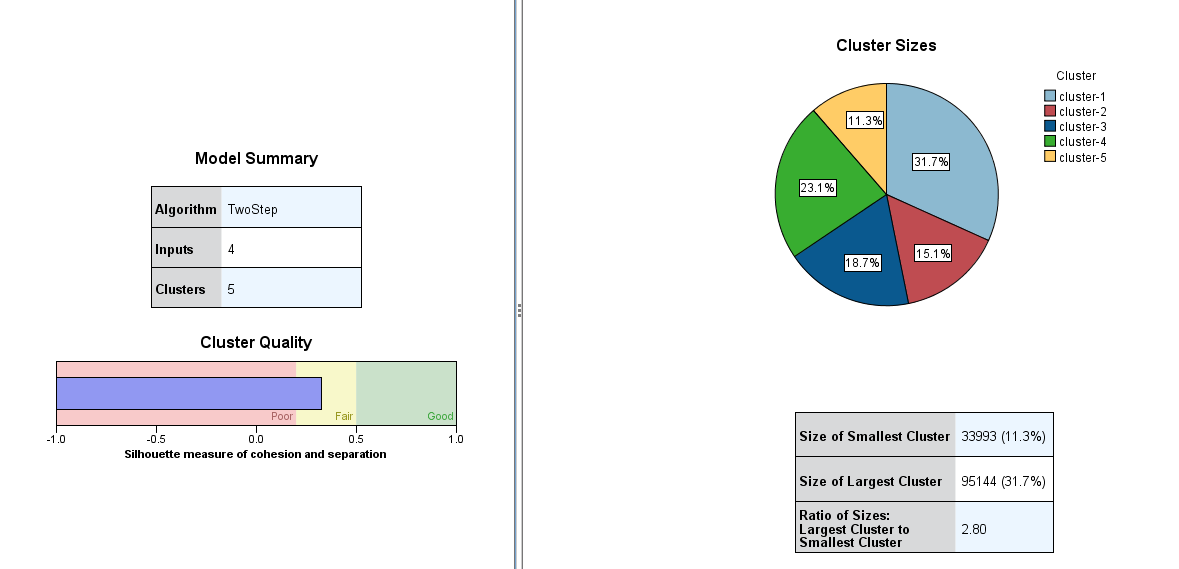 Model Summary
Algorithm TwoStep
Inputs 4
Clusters 5
Cluster Quality
Poor Fair Good
-1.0 -0.5 0.0 0.5 1.0
Silhouette measure of cohesion and separation
Cluster Sizes
Cluster
cluster-1
cluster-2
cluster-3
cluster-4
cluster-5
11.3%
31.7%
23.1%
15.1%
18.7%
Size of Smallest Cluster 33993 (11.3%)
Size of Largest Cluster 95144 (31.7%)
Ratio of Sizes:
Largest Cluster to 2.80
Smallest Cluster